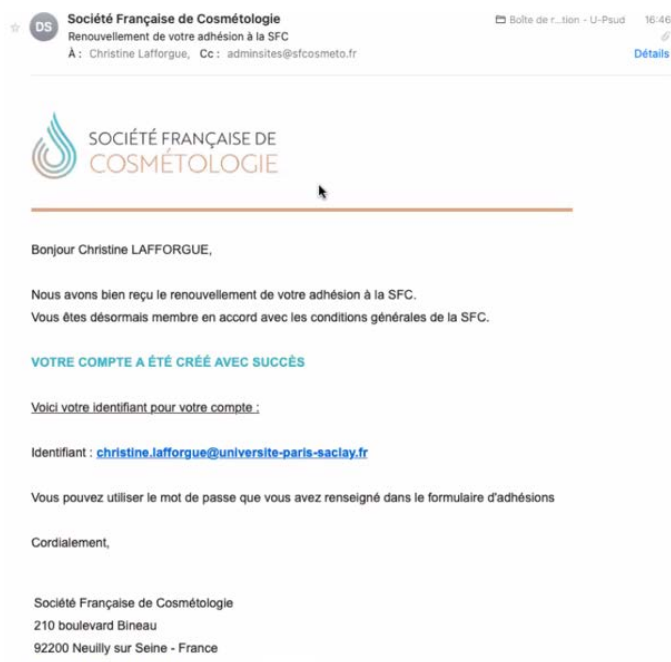 DS
Société Française de Cosmétologie
Boîte de r...tion - U-Psud 16:46
Renouvellement de votre adhésion à la SFC
À : Christine Lafforgue, Cc : adminsites@sfcosmeto.fr
Détails
SOCIÉTÉ FRANÇAISE DE
COSMÉTOLOGIE
Bonjour Christine LAFFORGUE,
Nous avons bien reçu le renouvellement de votre adhésion à la SFC.
Vous êtes désormais membre en accord avec les conditions générales de la SFC.
VOTRE COMPTE A ÉTÉ CRÉÉ AVEC SUCCÈS
Voici votre identifiant pour votre compte :
Identifiant : christine.lafforgue@universite-paris-saclay.fr
Vous pouvez utiliser le mot de passe que vous avez renseigné dans le formulaire d'adhésions
Cordialement,
Société Française de Cosmétologie
210 boulevard Bineau
92200 Neuilly sur Seine - France